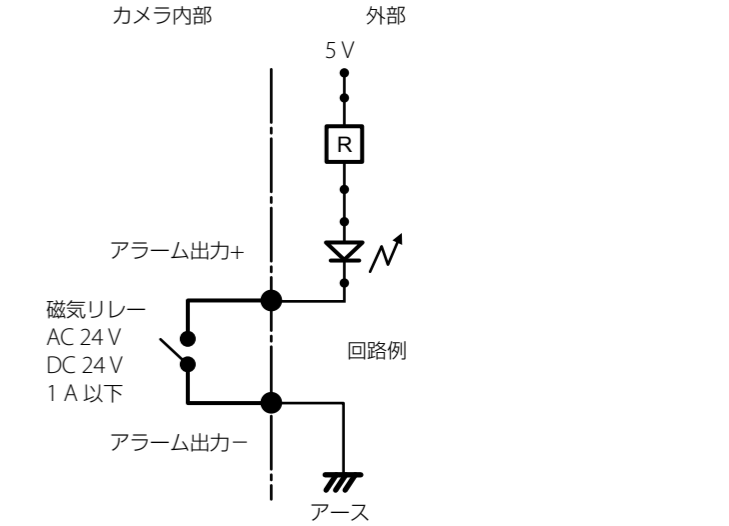 カメラ内部
外部
5 V
R
アラーム出力+
磁気リレー
AC 24 V
DC 24 V
1 A 以下
回路例
アラーム出力−
アース